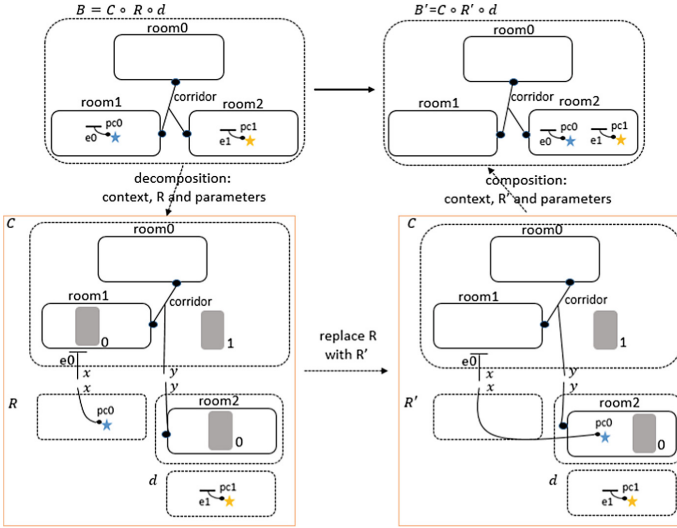 B = C ∘ R ∘ d
B'=C ∘ R' ∘ d
room0
room0
corridor
corridor
room1
room2
room1
room2
pc0
pc1
pc0
pc1
e0
e1
e0
e1
decomposition:
context, R and parameters
composition:
context, R' and parameters
C
room0
room1
corridor
0
1
e0
x
y
x
y
R
pc0
room2
0
d
pc1
e1
replace R
with R'
C
room0
room1
corridor
1
e0
x
y
x
y
R'
room2
pc0
0
d
pc1
e1